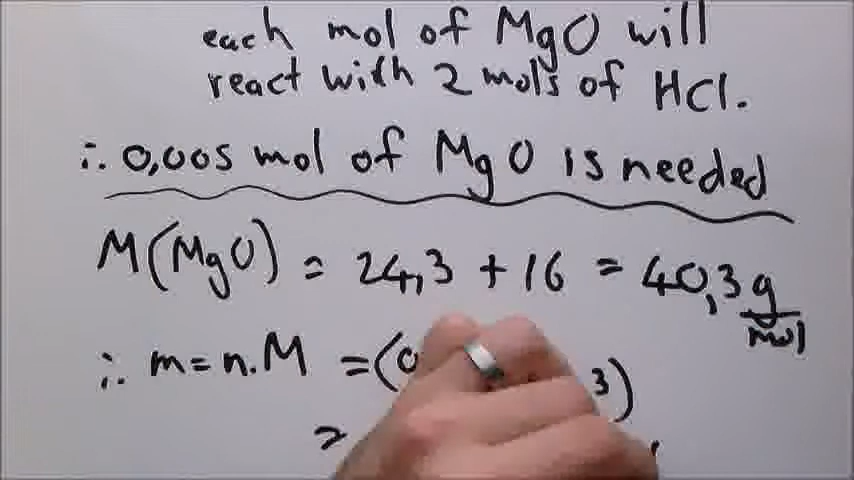 each mol of MgO will
react with 2 mols of HCl.
∴ 0,005 mol of MgO is needed
M(MgO) = 24,3 + 16 = 40,3 g/mol
∴ m = n.M = (0 3)
=